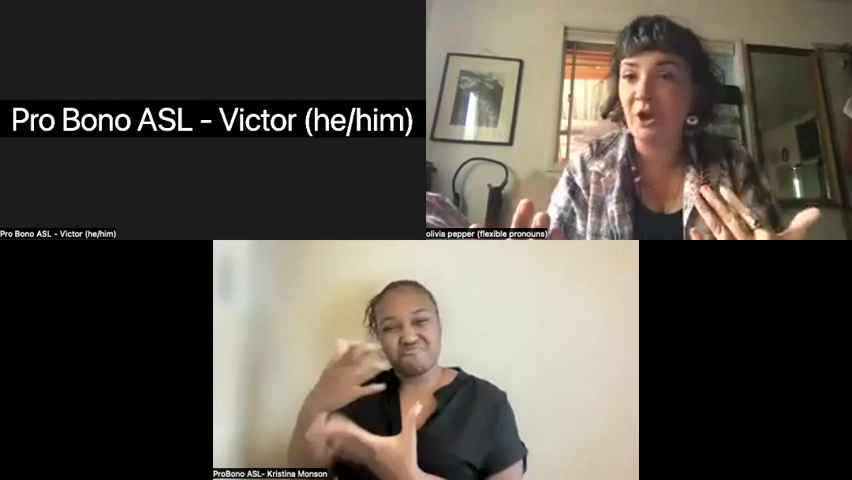 Pro Bono ASL - Victor (he/him)
Pro Bono ASL - Victor (he/him)
olivia pepper (flexible pronouns)
ProBono ASL- Kristina Monson